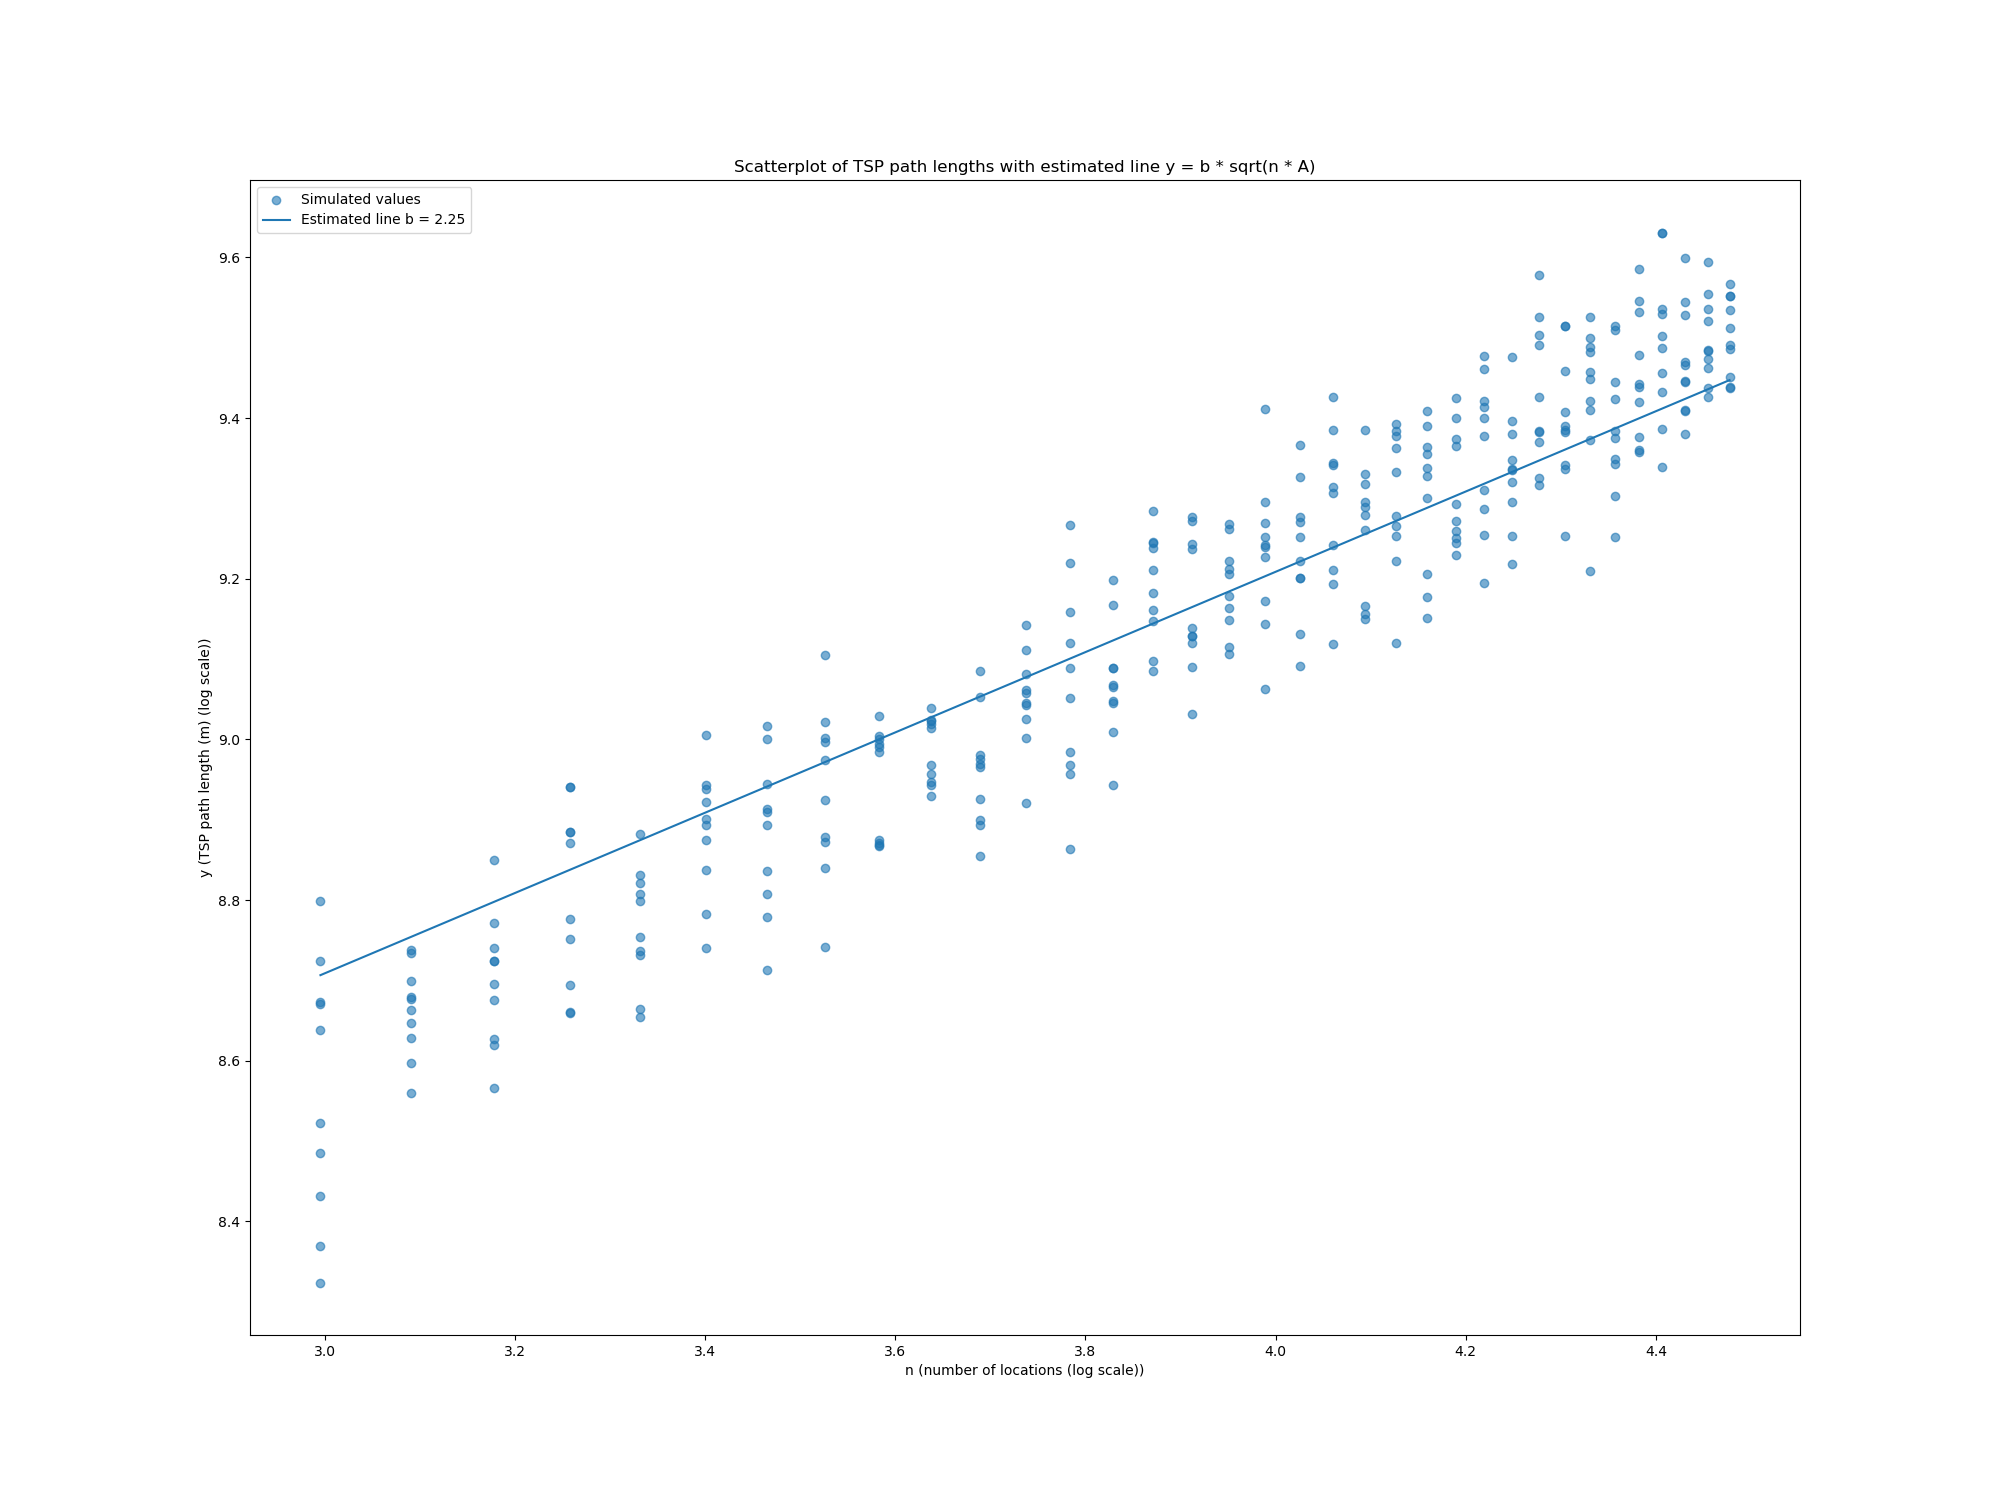 Scatterplot of TSP path lengths with estimated line y = b * sqrt(n * A)
Simulated values
Estimated line b = 2.25
y (TSP path length (m) (log scale))
9.6
9.4
9.2
9.0
8.8
8.6
8.4
3.0 3.2 3.4 3.6 3.8 4.0 4.2 4.4
n (number of locations (log scale))